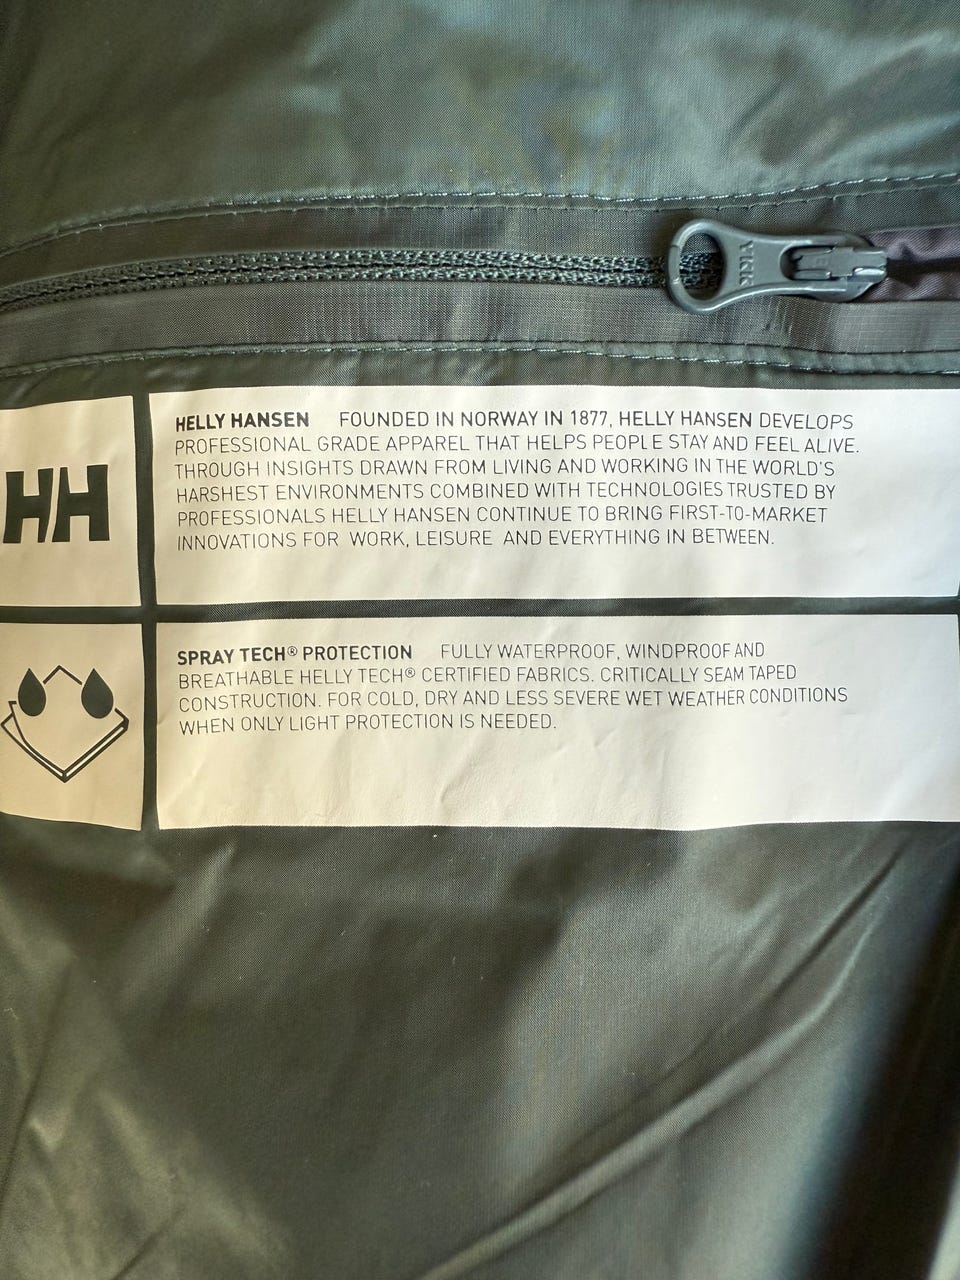 YKK
HELLY HANSEN FOUNDED IN NORWAY IN 1877, HELLY HANSEN DEVELOPS
PROFESSIONAL GRADE APPAREL THAT HELPS PEOPLE STAY AND FEEL ALIVE.
THROUGH INSIGHTS DRAWN FROM LIVING AND WORKING IN THE WORLD'S
HARSHEST ENVIRONMENTS COMBINED WITH TECHNOLOGIES TRUSTED BY
PROFESSIONALS HELLY HANSEN CONTINUE TO BRING FIRST-TO-MARKET
INNOVATIONS FOR WORK, LEISURE AND EVERYTHING IN BETWEEN.
HH
SPRAY TECH® PROTECTION FULLY WATERPROOF, WINDPROOF AND
BREATHABLE HELLY TECH® CERTIFIED FABRICS. CRITICALLY SEAM TAPED
CONSTRUCTION. FOR COLD, DRY AND LESS SEVERE WET WEATHER CONDITIONS
WHEN ONLY LIGHT PROTECTION IS NEEDED.